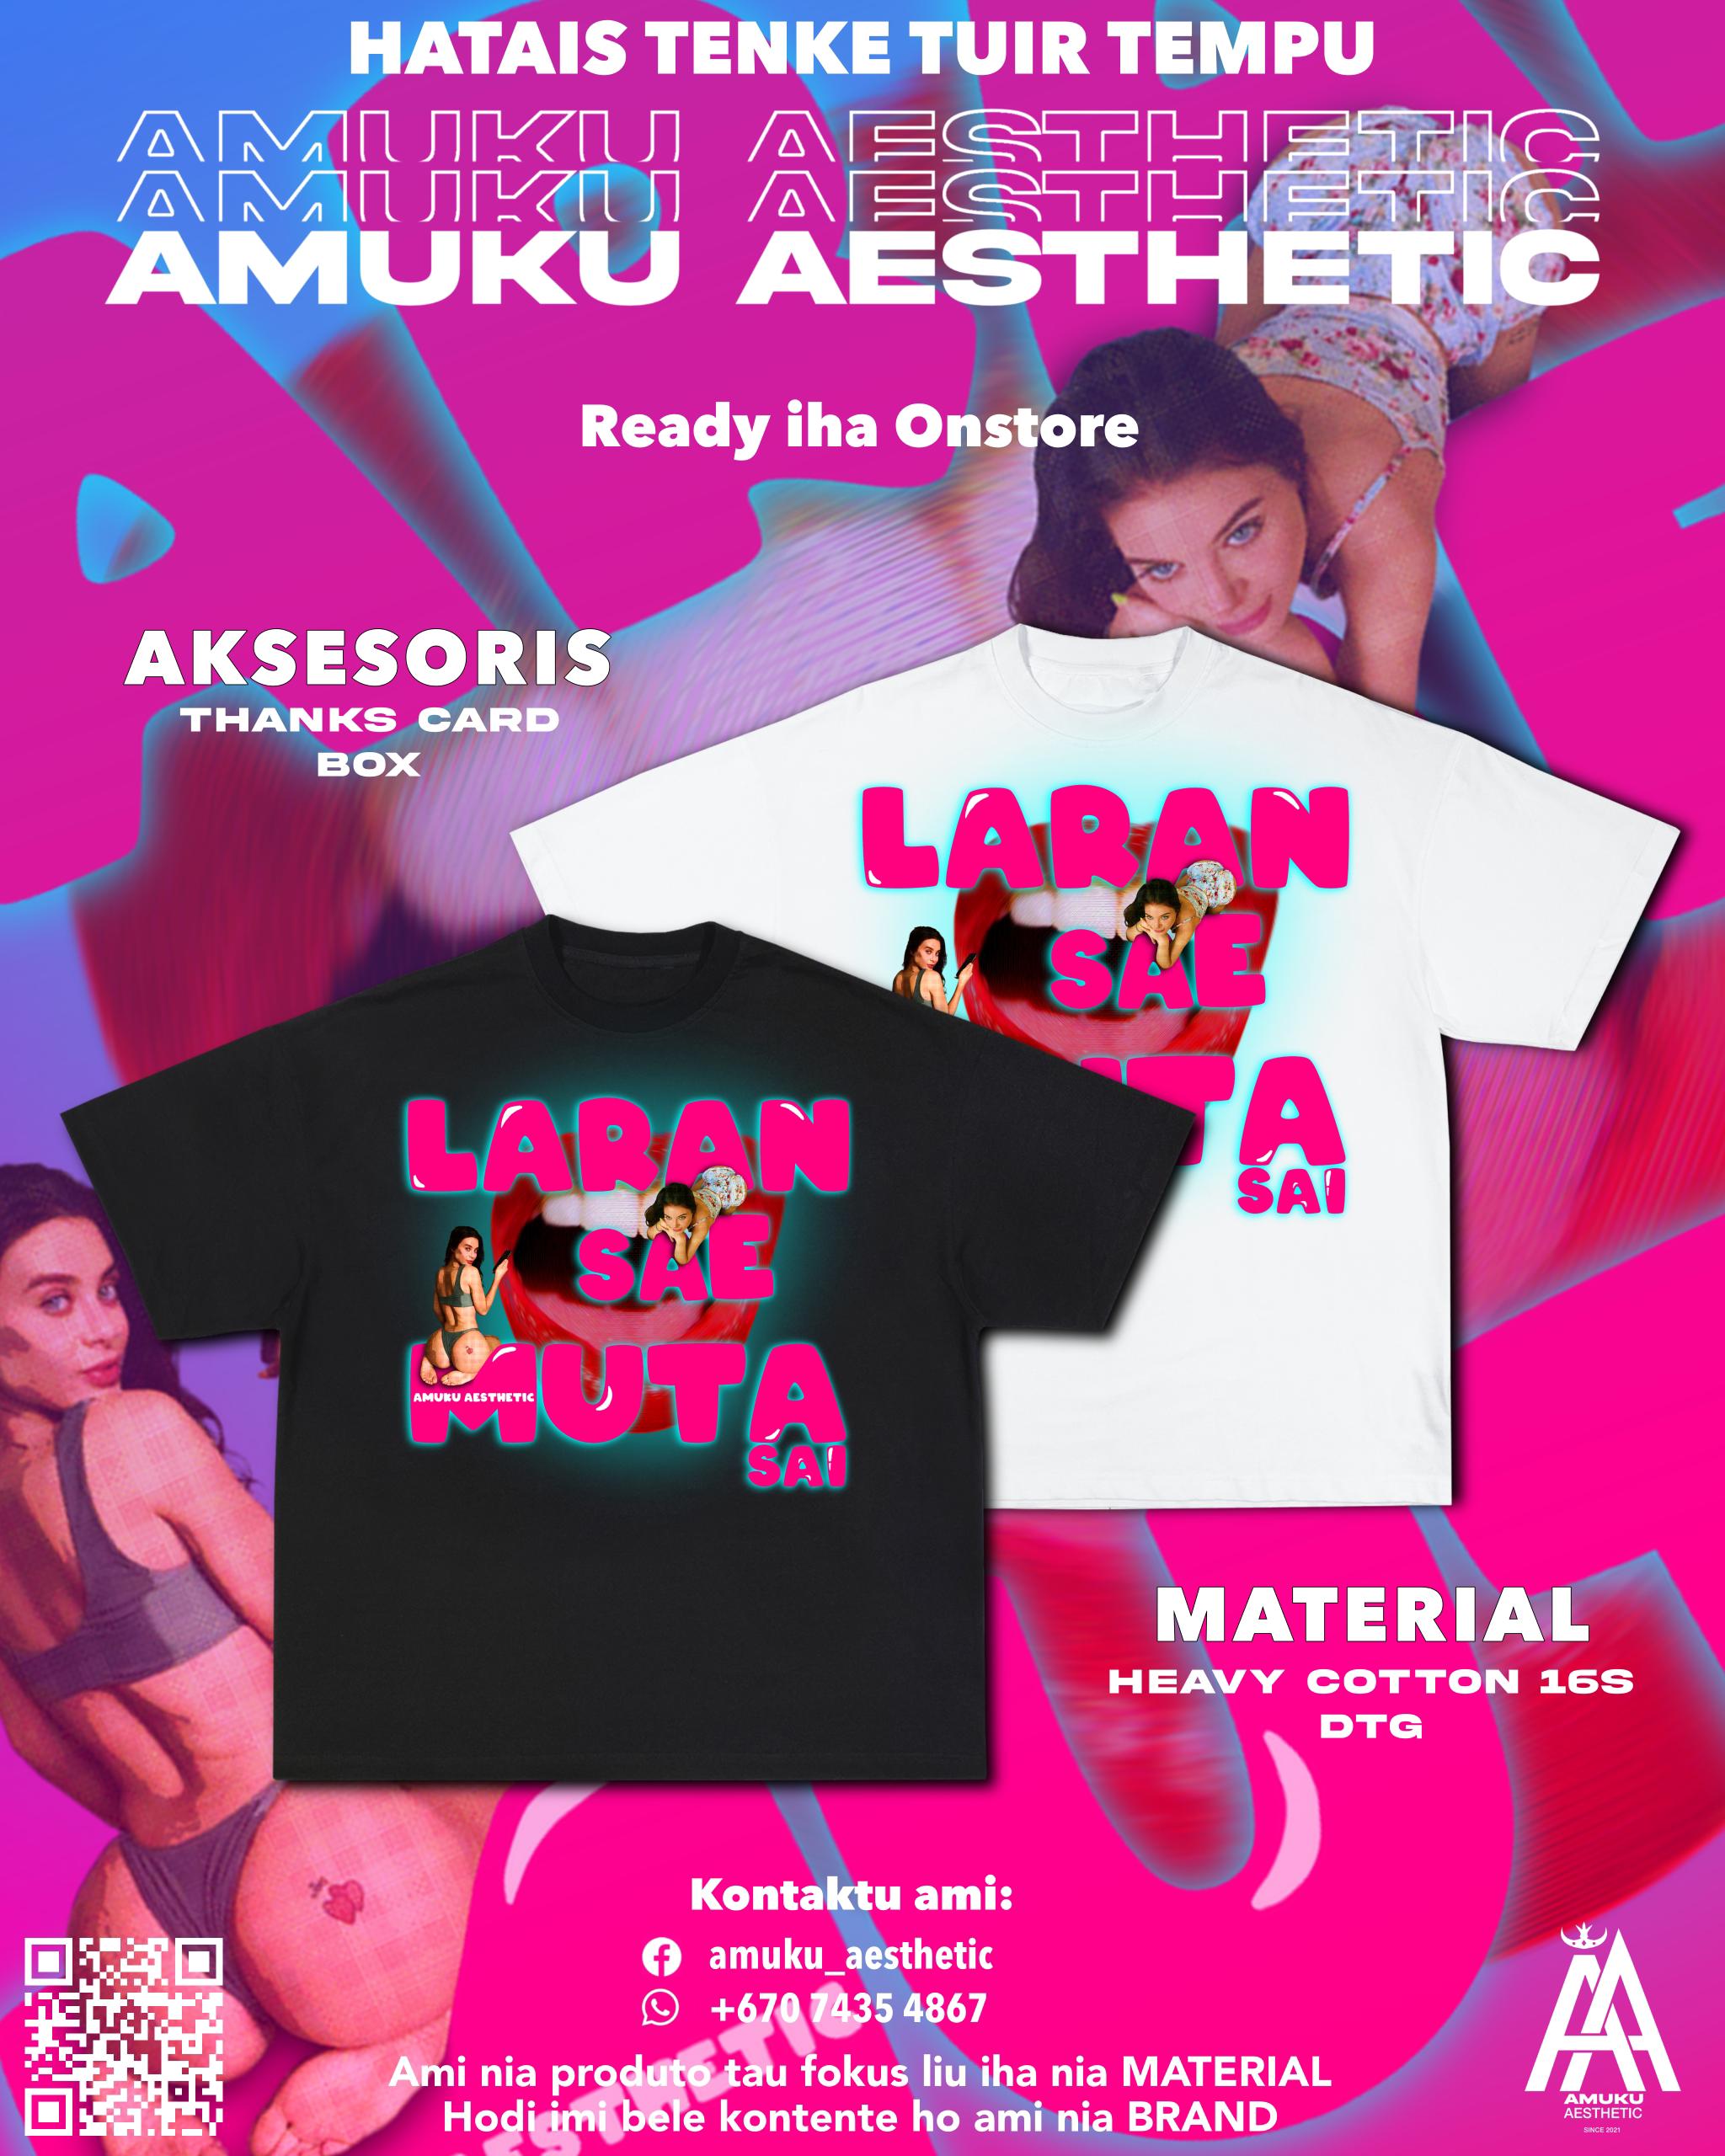 HATAIS TENKE TUIR TEMPU
AMUKU AESTHETIC
AMUKU AESTHETIC
AMUKU AESTHETIC
Ready iha Onstore
AKSESORIS
THANKS CARD
BOX
LARAN
SAE
TA
SAI
LARAN
SAE
MUTA
SAI
AMUKU AESTHETIC
MATERIAL
HEAVY COTTON 16S
DTG
Kontaktu ami:
amuku_aesthetic
+670 7435 4867
Ami nia produto tau fokus liu iha nia MATERIAL
Hodi imi bele kontente ho ami nia BRAND
AESTHETIC
AA
AMUKU
AESTHETIC
SINCE 2021